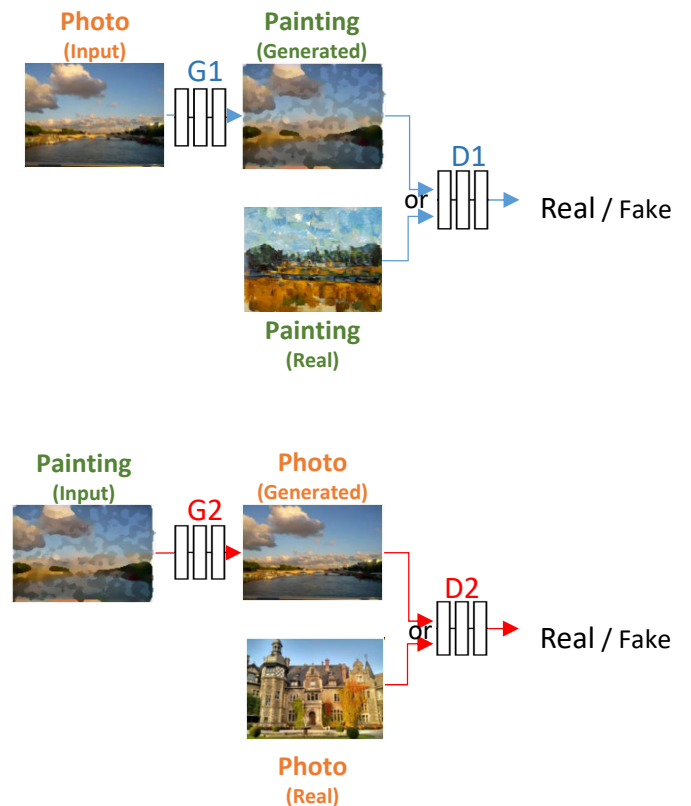 Photo
(Input)
G1
Painting
(Generated)
D1
or
Real / Fake
Painting
(Real)
Painting
(Input)
G2
Photo
(Generated)
D2
or
Real / Fake
Photo
(Real)